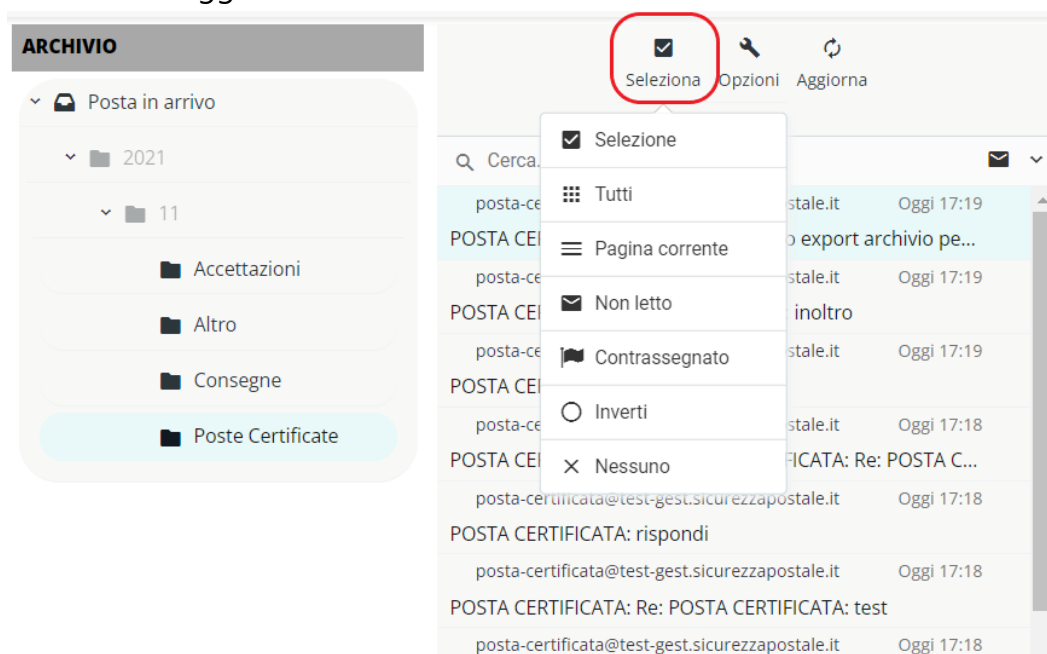 ARCHIVIO
Posta in arrivo
2021
11
Accettazioni
Altro
Consegne
Poste Certificate
Seleziona Opzioni Aggiorna
Selezione
Tutti
Pagina corrente
Non letto
Contrassegnato
Inverti
Nessuno
Cerca.
posta-ce stale.it Oggi 17:19
POSTA CE export archivio pe...
posta-ce stale.it Oggi 17:19
POSTA CE inoltro
posta-ce stale.it Oggi 17:19
POSTA CE
posta-ce stale.it Oggi 17:18
POSTA CE FICATA: Re: POSTA C...
posta-certificata@test-gest.sicurezzapostale.it Oggi 17:18
POSTA CERTIFICATA: rispondi
posta-certificata@test-gest.sicurezzapostale.it Oggi 17:18
POSTA CERTIFICATA: Re: POSTA CERTIFICATA: test
posta-certificata@test-gest.sicurezzapostale.it Oggi 17:18